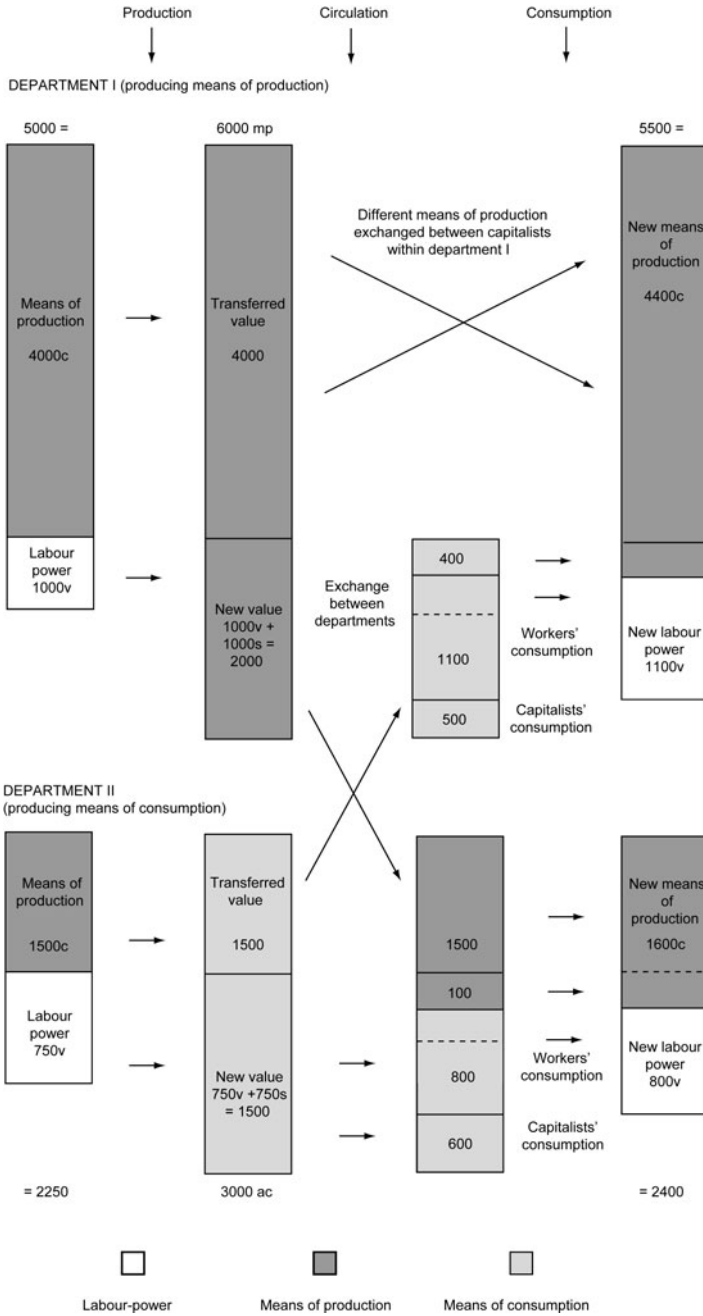 Production Circulation Consumption
DEPARTMENT I (producing means of production)
5000 = 6000 mp 5500 =
Means of
production
4000c
Transferred
value
4000
Different means of production
exchanged between capitalists
within department I
New means
of
production
4400c
Labour
power
1000v
New value
1000v +
1000s =
2000
Exchange
between
departments
400
1100
500
Workers'
consumption
Capitalists'
consumption
New labour
power
1100v
DEPARTMENT II
(producing means of consumption)
Means of
production
1500c
Transferred
value
1500
1500
100
New means
of
production
1600c
Labour
power
750v
New value
750v +750s
= 1500
800
600
Workers'
consumption
Capitalists'
consumption
New labour
power
800v
= 2250 3000 ac = 2400
Labour-power Means of production Means of consumption